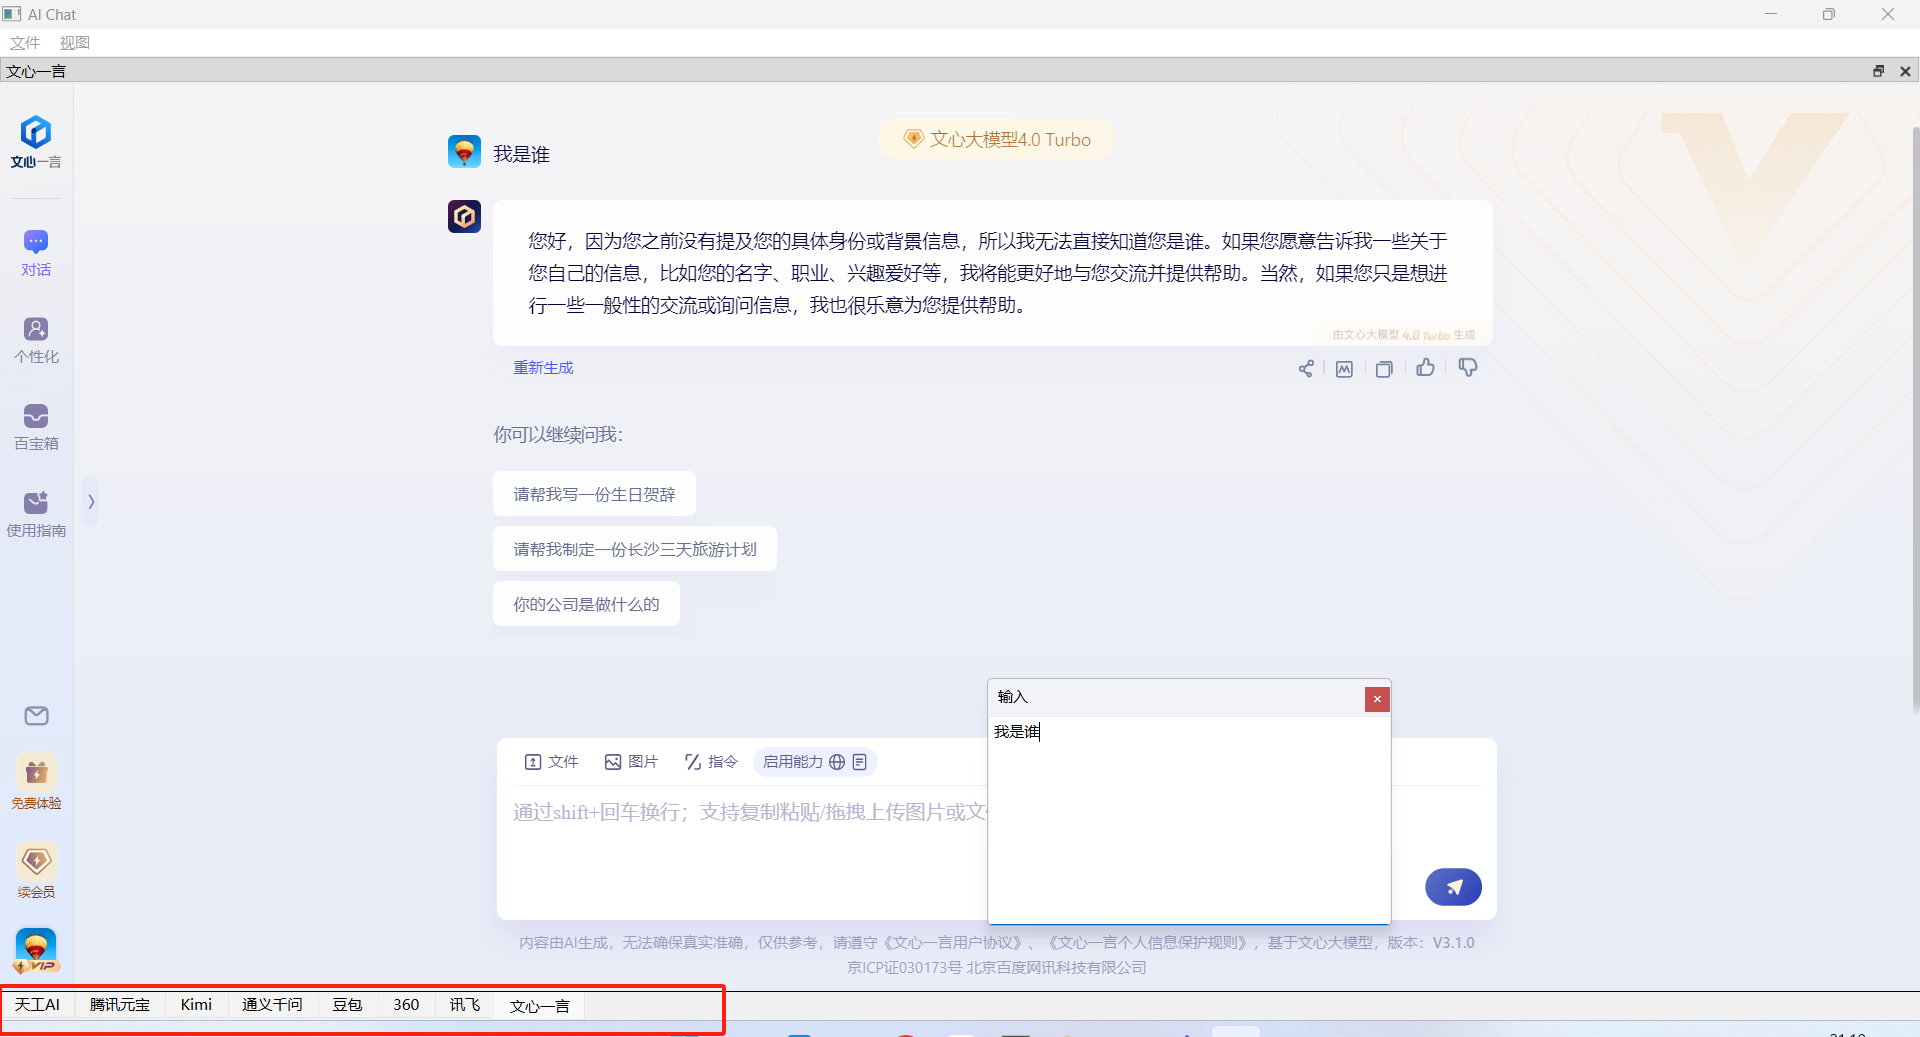 AI Chat
文件 视图
文心一言
文心一言
对话
个性化
百宝箱
使用指南
免费体验
续会员
VIP
文心大模型4.0 Turbo
我是谁
您好，因为您之前没有提及您的具体身份或背景信息，所以我无法直接知道您是谁。如果您愿意告诉我一些关于
您自己的信息，比如您的名字、职业、兴趣爱好等，我将能更好地与您交流并提供帮助。当然，如果您只是想进
行一些一般性的交流或询问信息，我也很乐意为您提供帮助。
由文心大模型 4.0 Turbo 生成
重新生成
你可以继续问我：
请帮我写一份生日贺辞
请帮我制定一份长沙三天旅游计划
你的公司是做什么的
输入
我是谁
文件 图片 指令 启用能力
通过shift+回车换行；支持复制粘贴/拖拽上传图片或文
内容由AI生成，无法确保真实准确，仅供参考，请遵守《文心一言用户协议》、《文心一言个人信息保护规则》，基于文心大模型，版本：V3.1.0
京ICP证030173号 北京百度网讯科技有限公司
天工AI 腾讯元宝 Kimi 通义千问 豆包 360 讯飞 文心一言